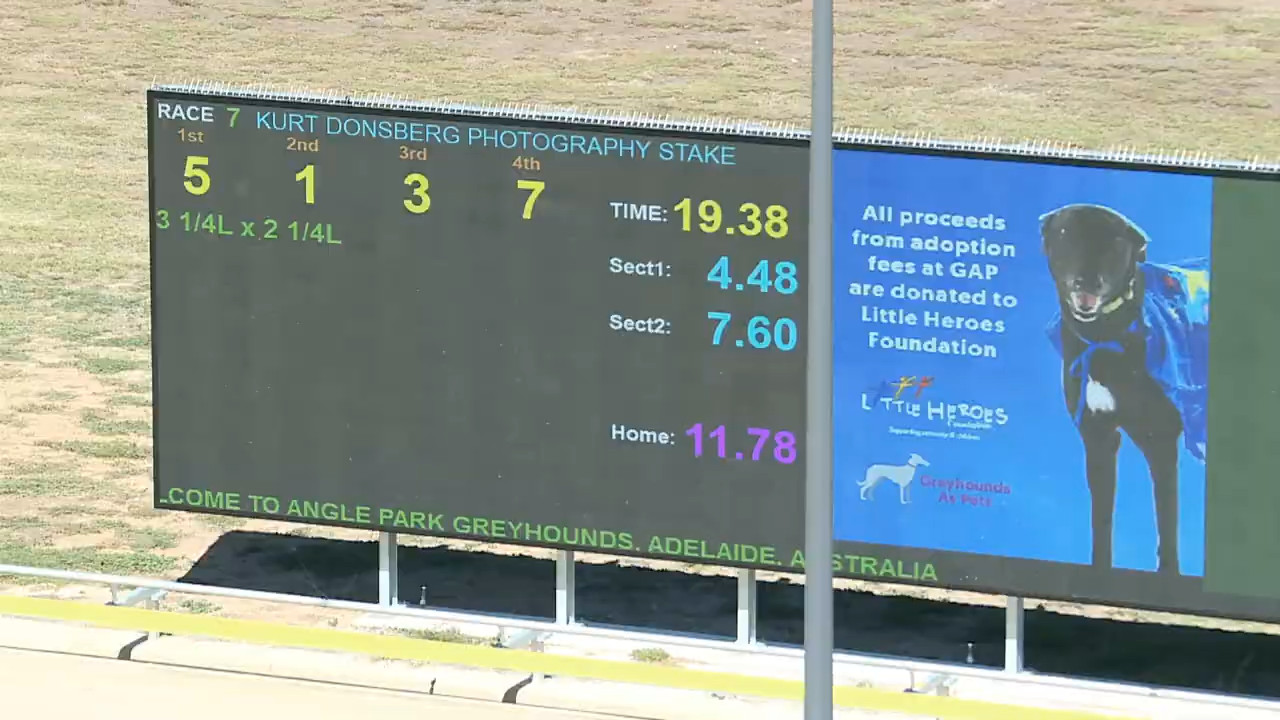 RACE 7 KURT DONSBERG PHOTOGRAPHY STAKE
1st 2nd 3rd 4th
5 1 3 7
3 1/4L x 2 1/4L
TIME: 19.38
Sect1: 4.48
Sect2: 7.60
Home: 11.78
COME TO ANGLE PARK GREYHOUNDS. ADELAIDE. A STRALIA
All proceeds
from adoption
fees at GAP
are donated to
Little Heroes
Foundation
LITTLE HEROES
Foundation
Greyhounds
As Pets